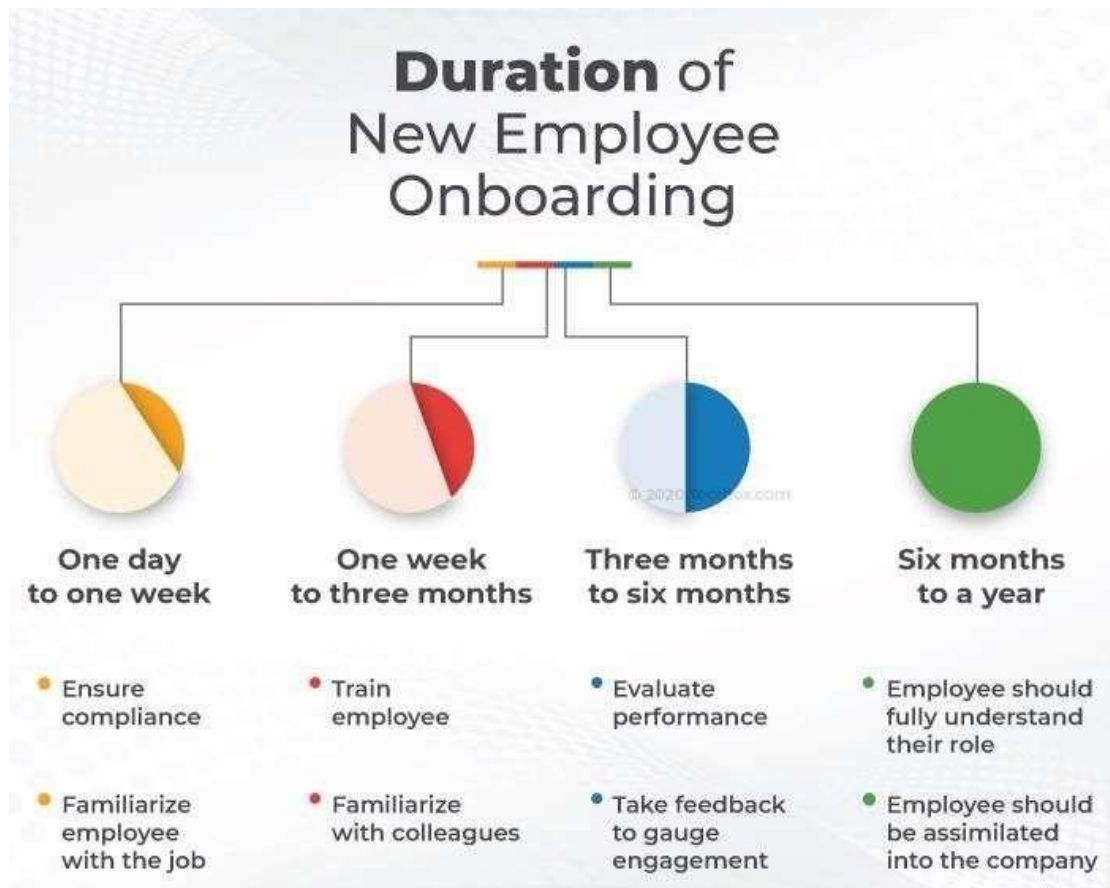 Duration of
New Employee
Onboarding
One day
to one week
Ensure
compliance
Familiarize
employee
with the job
One week
to three months
Train
employee
Familiarize
with colleagues
Three months
to six months
Evaluate
performance
Take feedback
to gauge
engagement
Six months
to a year
Employee should
fully understand
their role
Employee should
be assimilated
into the company
© 2020